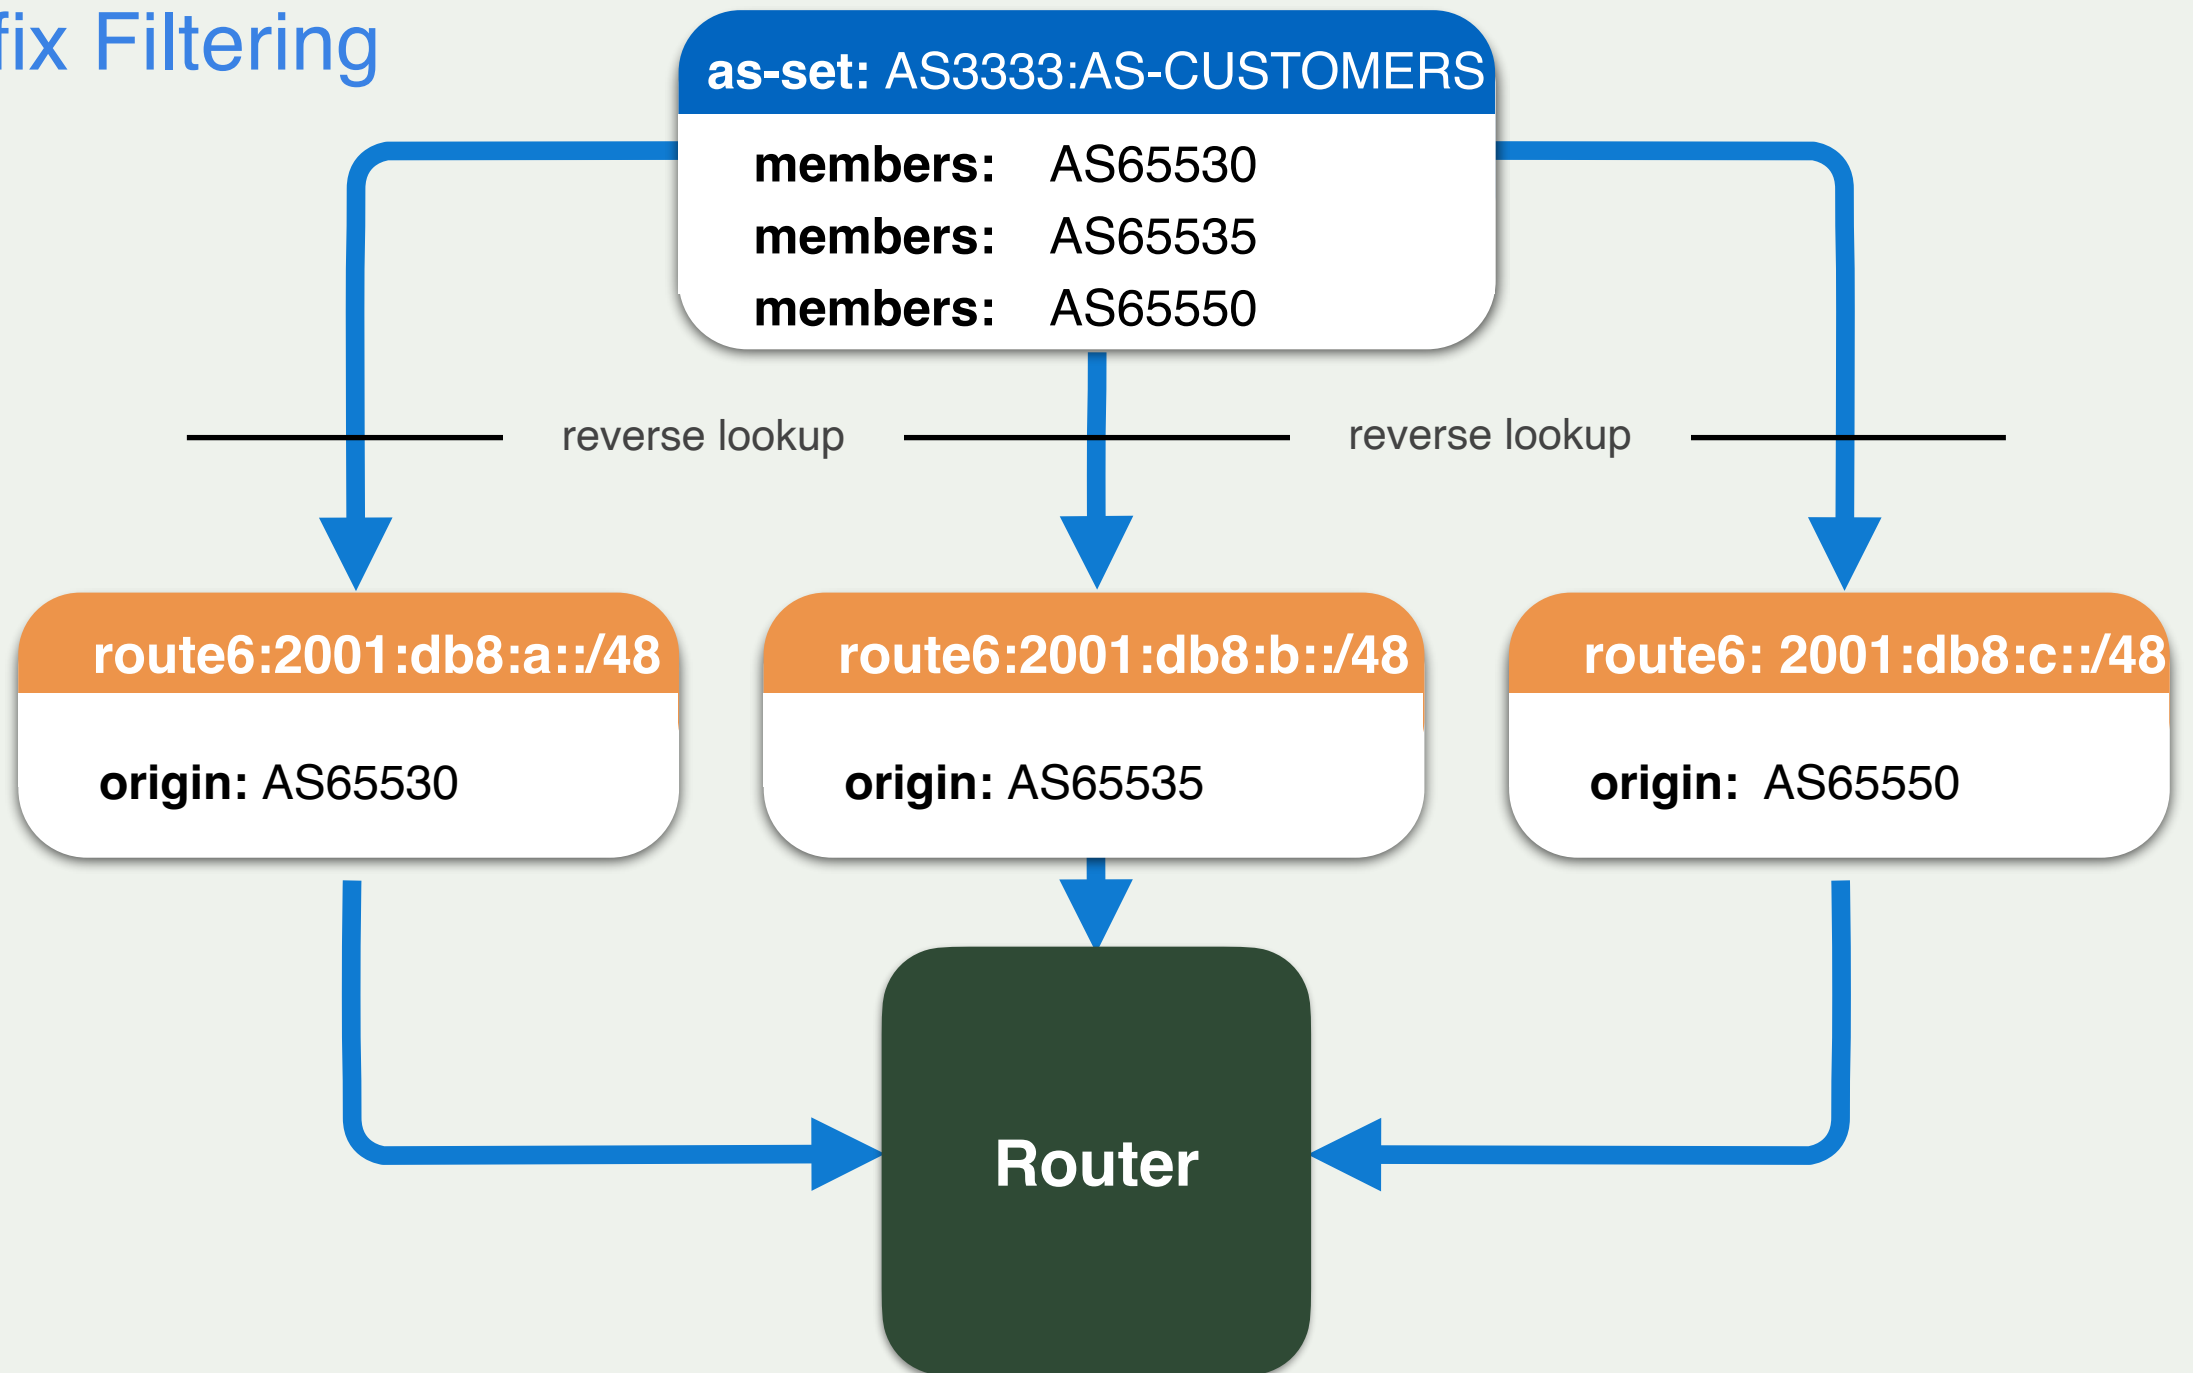 fix Filtering
as-set: AS3333:AS-CUSTOMERS
members: AS65530
members: AS65535
members: AS65550
reverse lookup
reverse lookup
route6:2001:db8:a::/48
origin: AS65530
route6:2001:db8:b::/48
origin: AS65535
route6: 2001:db8:c::/48
origin: AS65550
Router